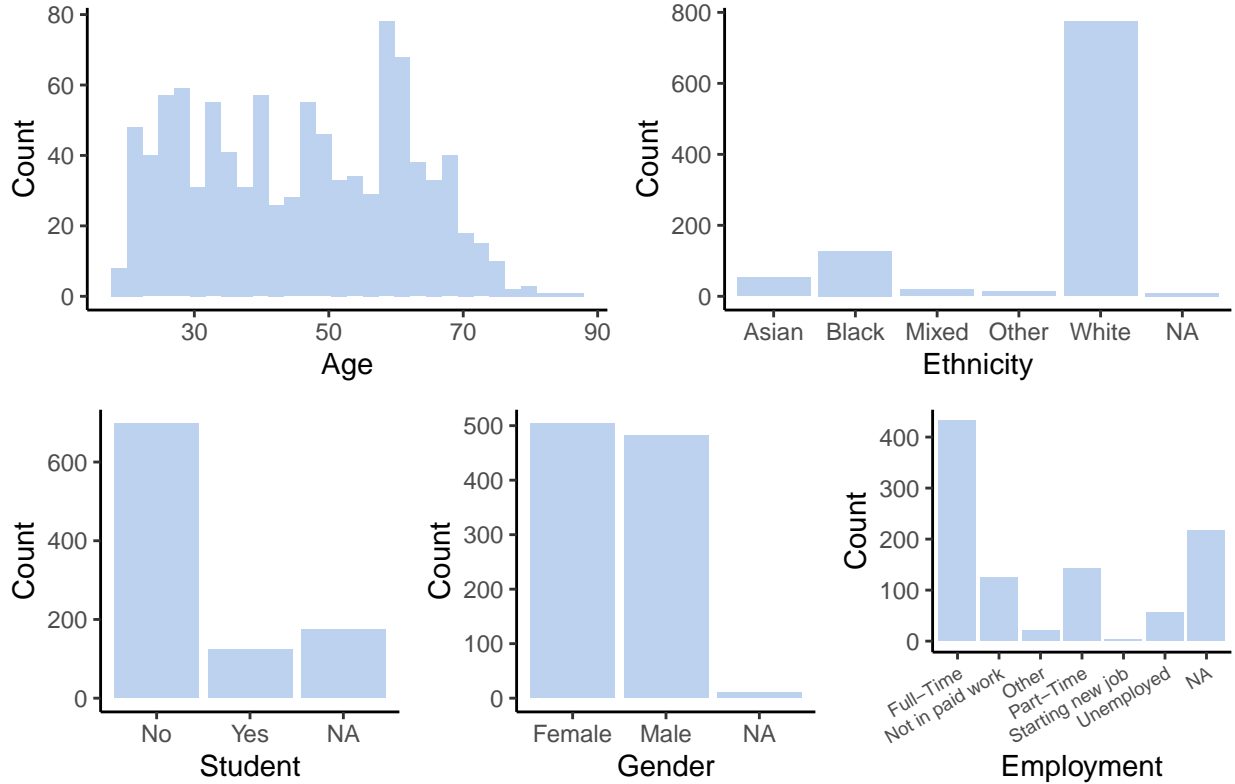 80
60
40
20
0
Count
30 50 70 90
Age
800
600
400
200
0
Count
Asian Black Mixed Other White NA
Ethnicity
600
400
200
0
Count
No Yes NA
Student
500
400
300
200
100
0
Count
Female Male NA
Gender
400
300
200
100
0
Count
Full−Time
Not in paid work
Other
Part−Time
Starting new job
Unemployed
NA
Employment